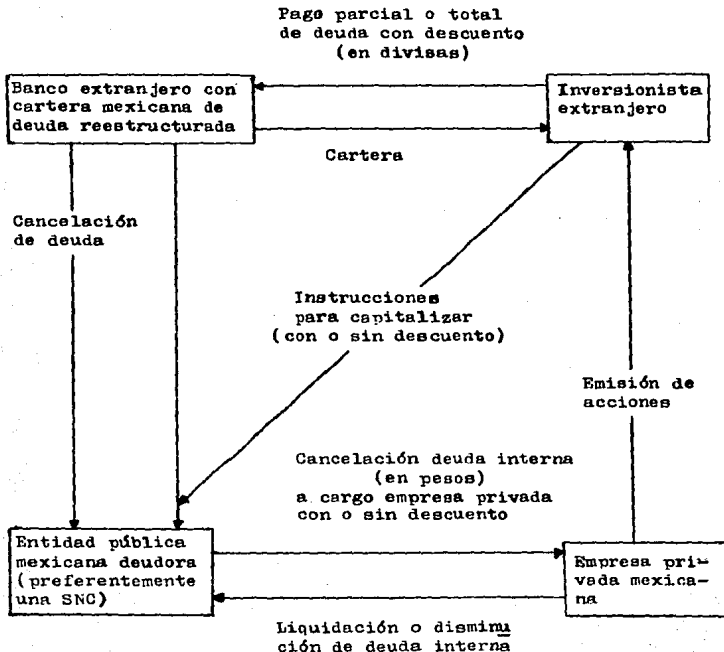 Pago parcial o total
de deuda con descuento
(en divisas)
Banco extranjero con
cartera mexicana de
deuda reestructurada
Inversionista
extranjero
Cartera
Cancelación
de deuda
Instrucciones
para capitalizar
(con o sin descuento)
Emisión de
acciones
Cancelación deuda interna
(en pesos)
a cargo empresa privada
con o sin descuento
Entidad pública
mexicana deudora
(preferentemente
una SNC)
Empresa pri-
vada mexica-
na
Liquidación o disminu
ción de deuda interna